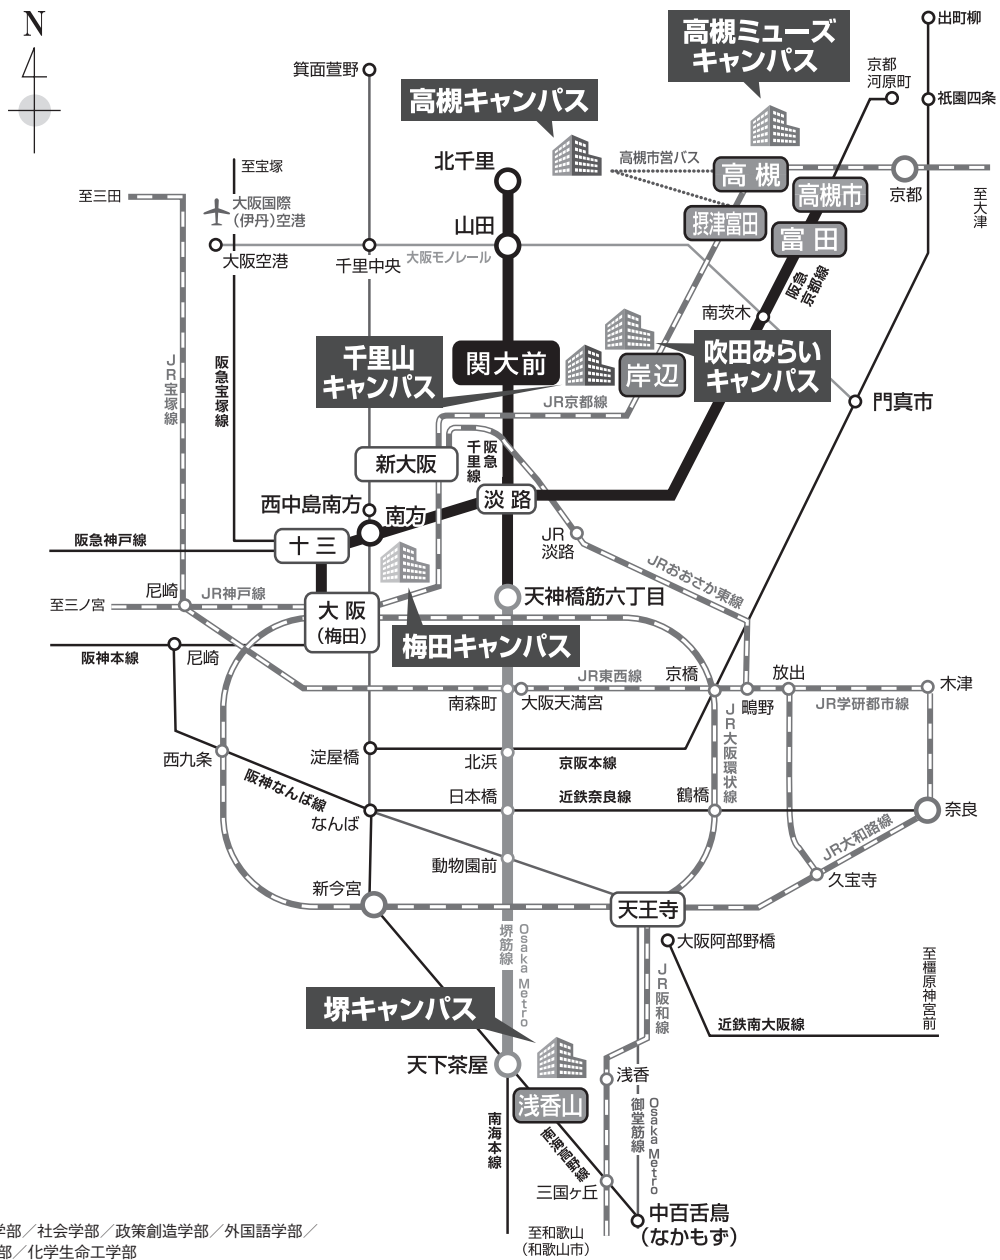 N
高槻ミューズ
キャンパス
出町柳
箕面萱野
京都
河原町
高槻キャンパス
祇園四条
北千里
高槻市営バス
至宝塚
高槻
至三田
大阪国際
(伊丹)空港
高槻市
京都
至大津
摂津富田
山田
富田
大阪空港
千里中央
大阪モノレール
阪急
京都線
南茨木
千里山
キャンパス
関大前
吹田みらい
キャンパス
岸辺
JR宝塚線
阪急宝塚線
JR京都線
門真市
阪急
千里線
新大阪
西中島南方
南方
淡路
十三
JR
淡路
阪急神戸線
JRおおさか東線
尼崎
JR神戸線
至三ノ宮
大阪
(梅田)
天神橋筋六丁目
梅田キャンパス
阪神本線
尼崎
JR東西線
京橋
放出
木津
南森町
大阪天満宮
鴫野
JR学研都市線
JR大阪環状線
西九条
淀屋橋
北浜
京阪本線
阪神なんば線
なんば
日本橋
近鉄奈良線
鶴橋
奈良
JR大和路線
動物園前
新今宮
久宝寺
天王寺
堺筋線
Osaka Metro
大阪阿部野橋
JR阪和線
至橿原神宮前
堺キャンパス
近鉄南大阪線
天下茶屋
浅香
浅香山
南海本線
南海高野線
御堂筋線
Osaka Metro
三国ヶ丘
中百舌鳥
(なかもず)
至和歌山
(和歌山市)
学部／社会学部／政策創造学部／外国語学部／
部／化学生命工学部